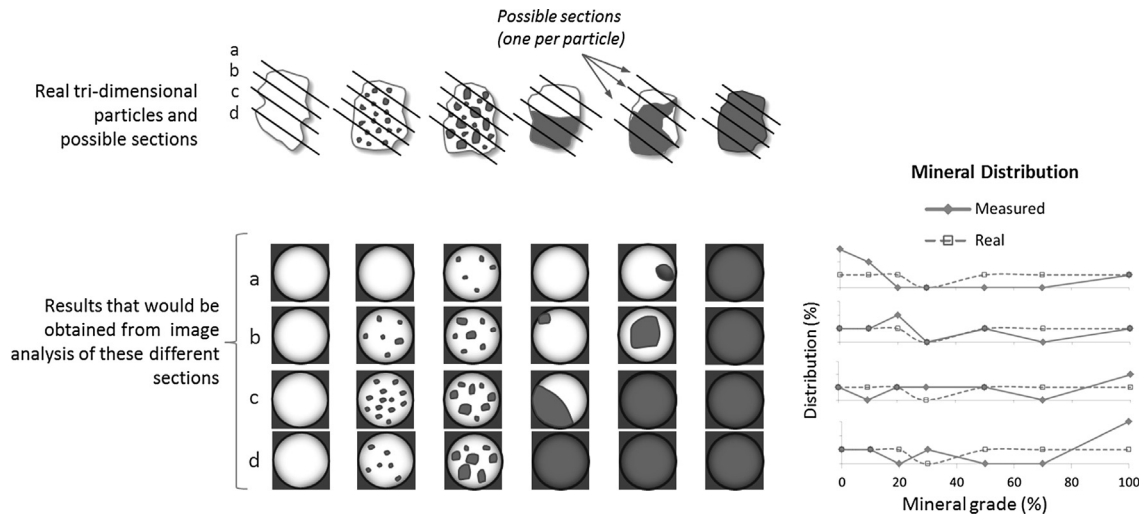 Possible sections
(one per particle)
a
b
c
d
Real tri-dimensional
particles and
possible sections
Mineral Distribution
Measured
Real
Results that would be
obtained from image
analysis of these different
sections
a
b
c
d
Distribution (%)
0
20
40
60
80
100
Mineral grade (%)